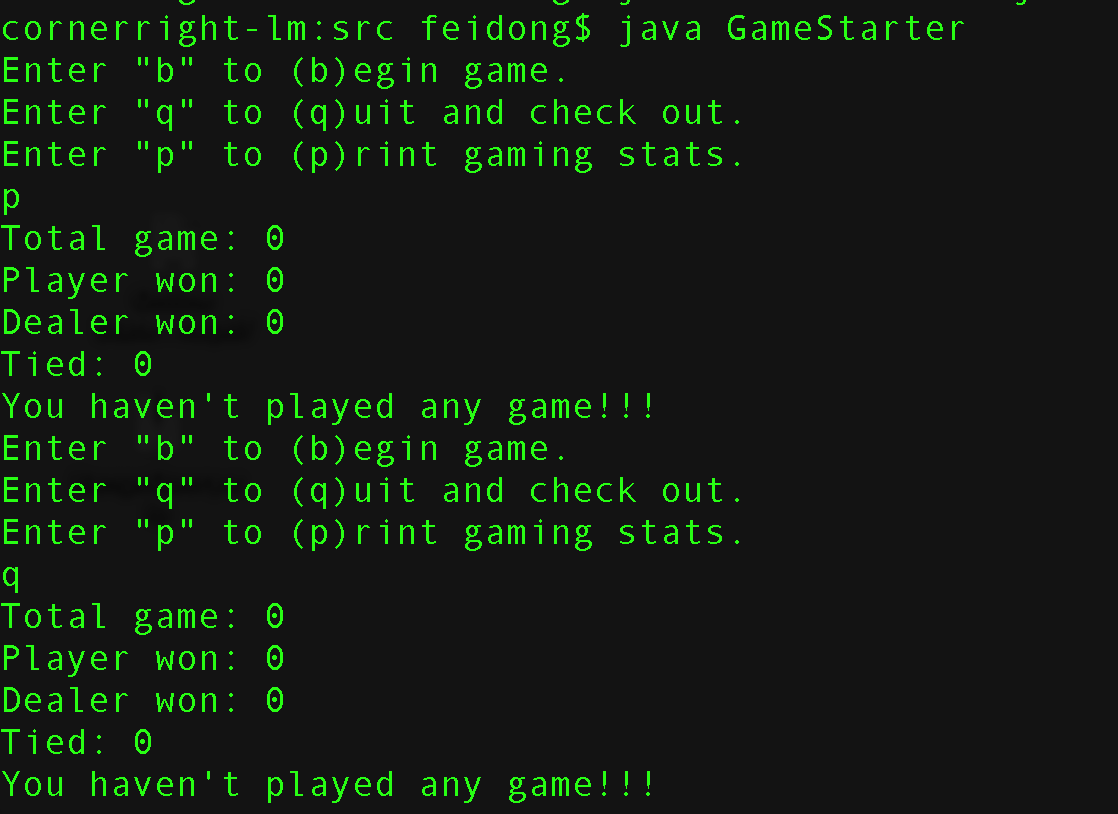 cornerright-lm:src feidong$ java GameStarter
Enter "b" to (b)egin game.
Enter "q" to (q)uit and check out.
Enter "p" to (p)rint gaming stats.
p
Total game: 0
Player won: 0
Dealer won: 0
Tied: 0
You haven't played any game!!!
Enter "b" to (b)egin game.
Enter "q" to (q)uit and check out.
Enter "p" to (p)rint gaming stats.
q
Total game: 0
Player won: 0
Dealer won: 0
Tied: 0
You haven't played any game!!!